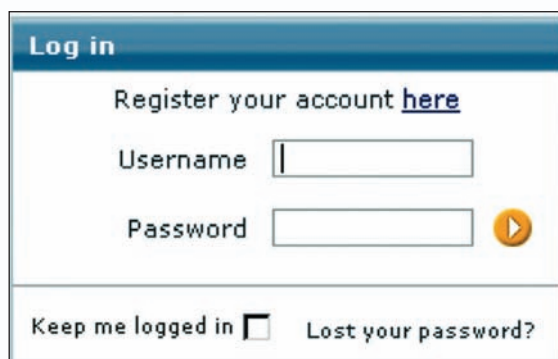 Log in
Register your account here
Username
Password
Keep me logged in
Lost your password?